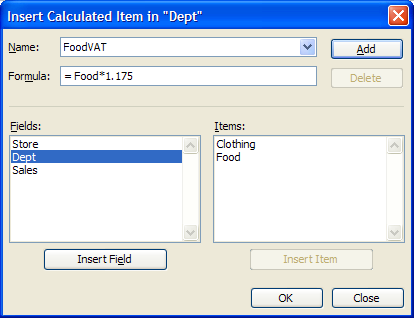 Insert Calculated Item in "Dept"
Name: FoodVAT Add
Formula: = Food*1.175 Delete
Fields: Items:
Store Clothing
Dept Food
Sales
Insert Field Insert Item
OK Close